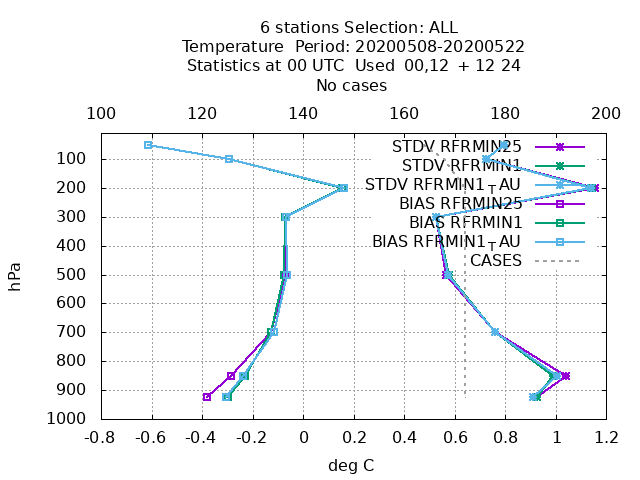 6 stations Selection: ALL
Temperature  Period: 20200508-20200522
Statistics at 00 UTC  Used  00,12  + 12 24
No cases
100 120 140 160 180 200
STDV RFRMIN25
STDV RFRMIN1
STDV RFRMIN1_TAU
BIAS RFRMIN25
BIAS RFRMIN1
BIAS RFRMIN1_TAU
CASES
100
200
300
400
500
600
700
800
900
1000
hPa
-0.8 -0.6 -0.4 -0.2 0 0.2 0.4 0.6 0.8 1 1.2
deg C